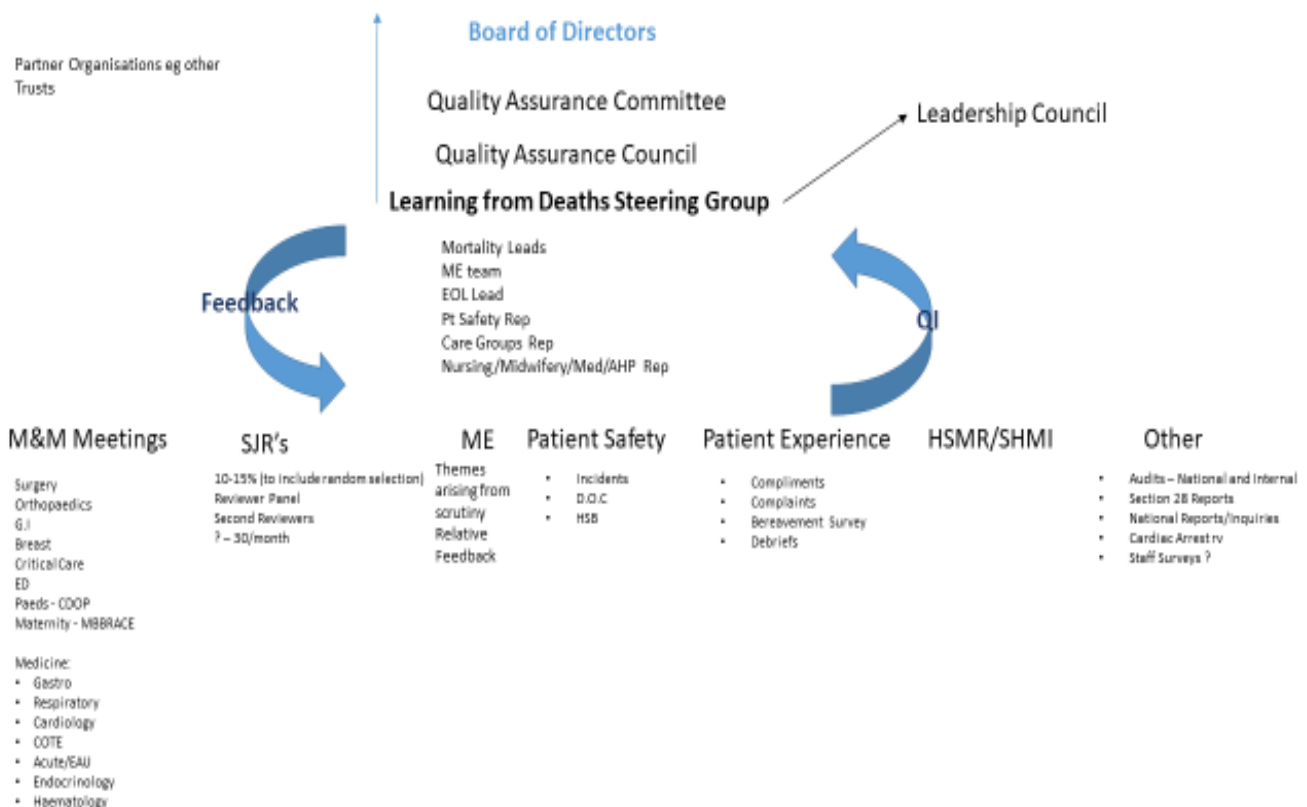 Board of Directors
Partner Organisations eg other
Trusts
Quality Assurance Committee
Leadership Council
Quality Assurance Council
Learning from Deaths Steering Group
Mortality Leads
ME team
EOL Lead
Pt Safety Rep
Care Groups Rep
Nursing/Midwifery/Med/AHP Rep
Feedback
QI
M&M Meetings
Surgery
Orthopaedics
G.I
Breast
Critical Care
ED
Paeds - CDOP
Maternity - MBBRACE
Medicine:
• Gastro
• Respiratory
• Cardiology
• COTE
• Acute/EAU
• Endocrinology
• Haematology
SJR's
10-15% (to include random selection)
Reviewer Panel
Second Reviewers
? – 30/month
ME
Themes
arising from
scrutiny
Relative
Feedback
Patient Safety
• Incidents
• D.O.C
• HSB
Patient Experience
• Compliments
• Complaints
• Bereavement Survey
• Debriefs
HSMR/SHMI
Other
• Audits – National and Internal
• Section 28 Reports
• National Reports/Inquiries
• Cardiac Arrest rv
• Staff Surveys ?